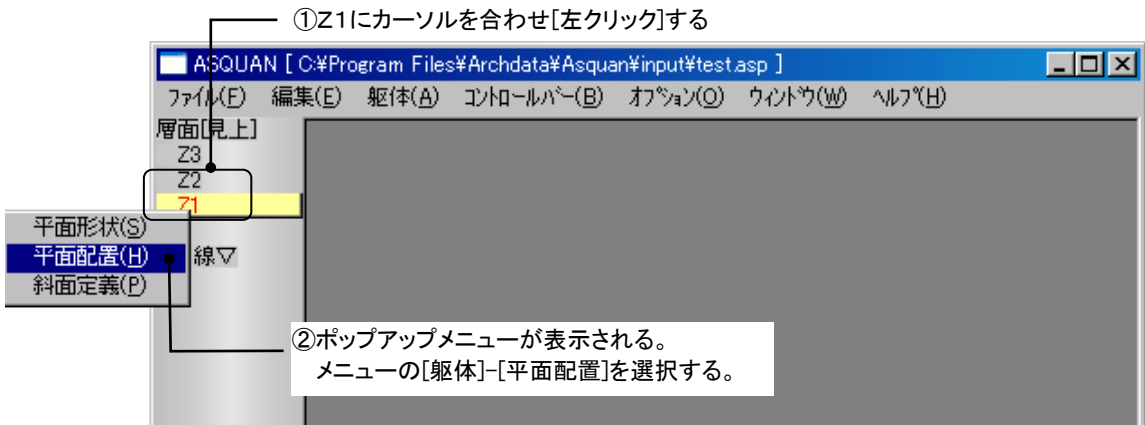 ①Z1にカーソルを合わせ[左クリック]する
ASQUAN [ C:¥Program Files¥Archdata¥Asquan¥input¥test.asp ]
ファイル(F) 編集(E) 躯体(A) コントロールバー(B) オプション(O) ウィンドウ(W) ヘルプ(H)
層面[見上]
Z3
Z2
Z1
平面形状(S)
平面配置(H)
線▽
斜面定義(P)
②ポップアップメニューが表示される。
メニューの[躯体]-[平面配置]を選択する。